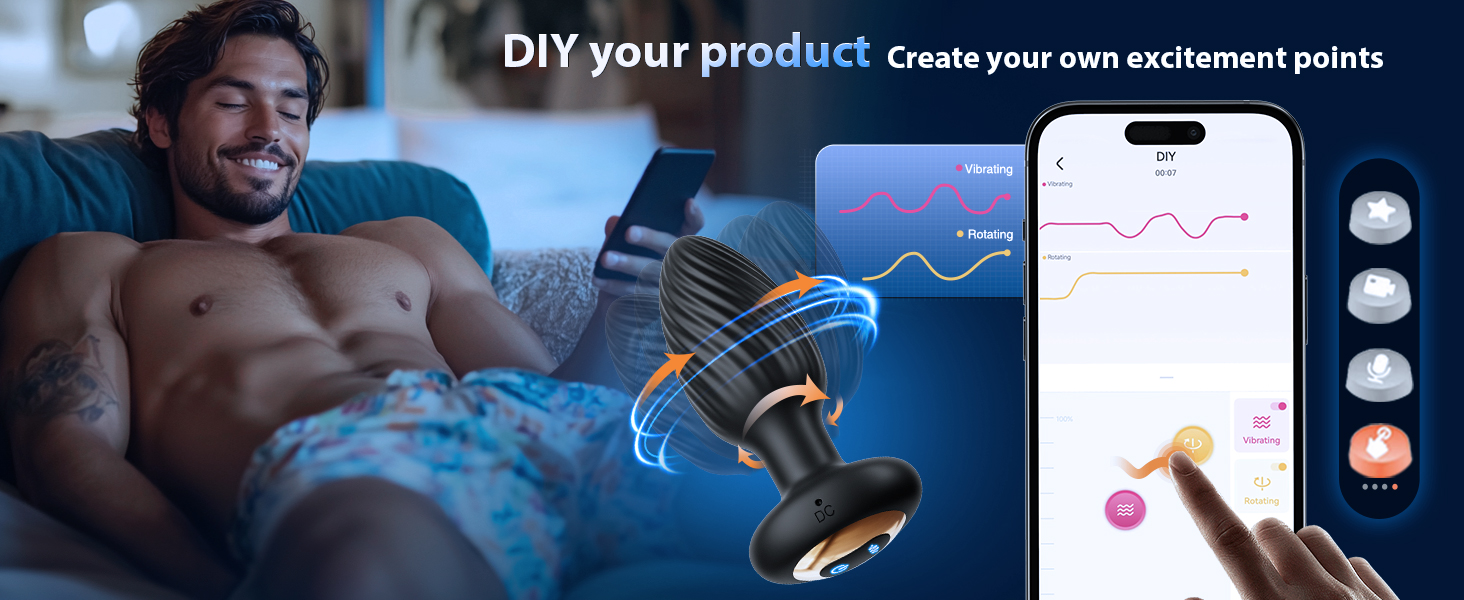 DIY your product Create your own excitement points
Vibrating
Rotating
DIY
00:07
Vibrating
Rotating
100%
Vibrating
Rotating
DC